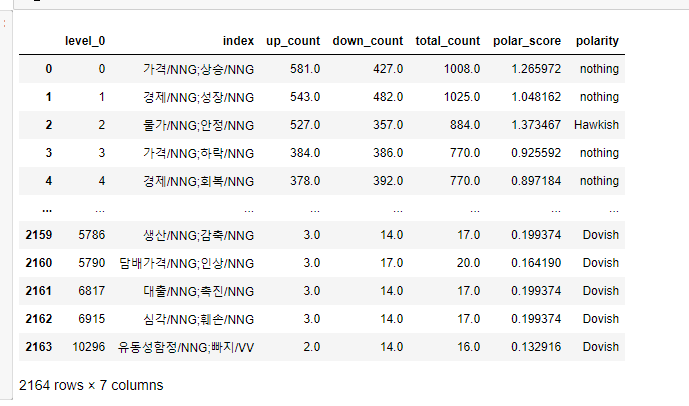 level_0 index up_count down_count total_count polar_score polarity
0 0 가격/NNG;상승/NNG 581.0 427.0 1008.0 1.265972 nothing
1 1 경제/NNG;성장/NNG 543.0 482.0 1025.0 1.048162 nothing
2 2 물가/NNG;안정/NNG 527.0 357.0 884.0 1.373467 Hawkish
3 3 가격/NNG;하락/NNG 384.0 386.0 770.0 0.925592 nothing
4 4 경제/NNG;회복/NNG 378.0 392.0 770.0 0.897184 nothing
... ... ... ... ... ... ... ...
2159 5786 생산/NNG;감축/NNG 3.0 14.0 17.0 0.199374 Dovish
2160 5790 담배가격/NNG;인상/NNG 3.0 17.0 20.0 0.164190 Dovish
2161 6817 대출/NNG;촉진/NNG 3.0 14.0 17.0 0.199374 Dovish
2162 6915 심각/NNG;훼손/NNG 3.0 14.0 17.0 0.199374 Dovish
2163 10296 유동성함정/NNG;빠지/VV 2.0 14.0 16.0 0.132916 Dovish
2164 rows × 7 columns